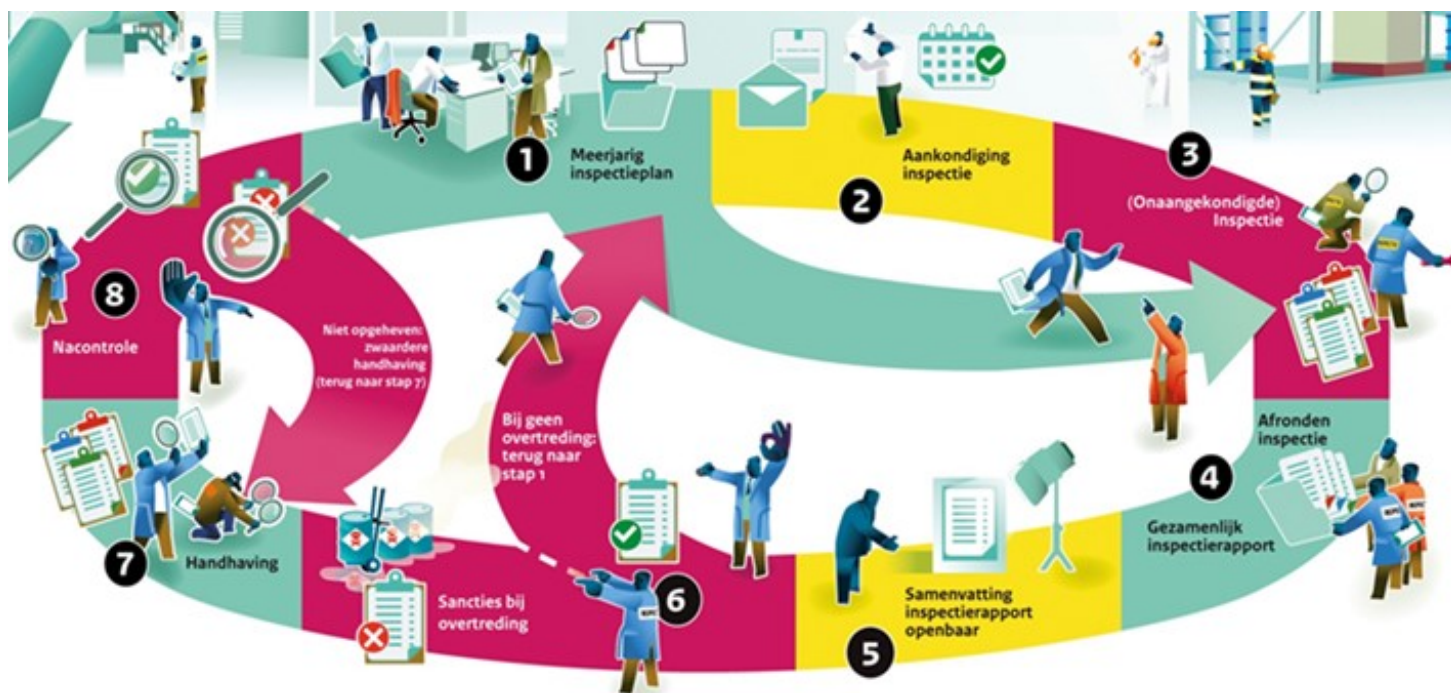 1
Meerjarig
inspectieplan
2
Aankondiging
inspectie
3
(Onaangekondigde)
Inspectie
4
Afronden
inspectie
Gezamenlijk
inspectierapport
5
Samenvatting
inspectierapport
openbaar
6
Bij geen
overtreding:
terug naar
stap 1
Sancties bij
overtreding
7
Handhaving
8
Nacontrole
Niet opgeheven:
zwaardere
handhaving
(terug naar stap 7)